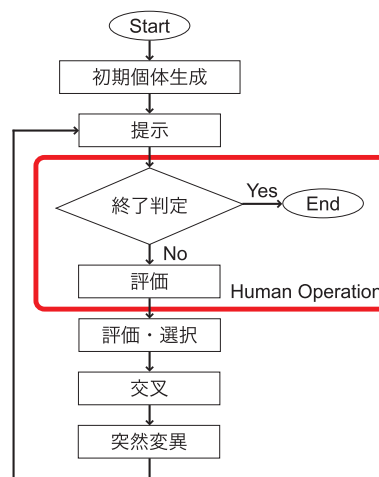 Start
初期個体生成
提示
終了判定
Yes
End
No
評価
Human Operation
評価・選択
交叉
突然変異